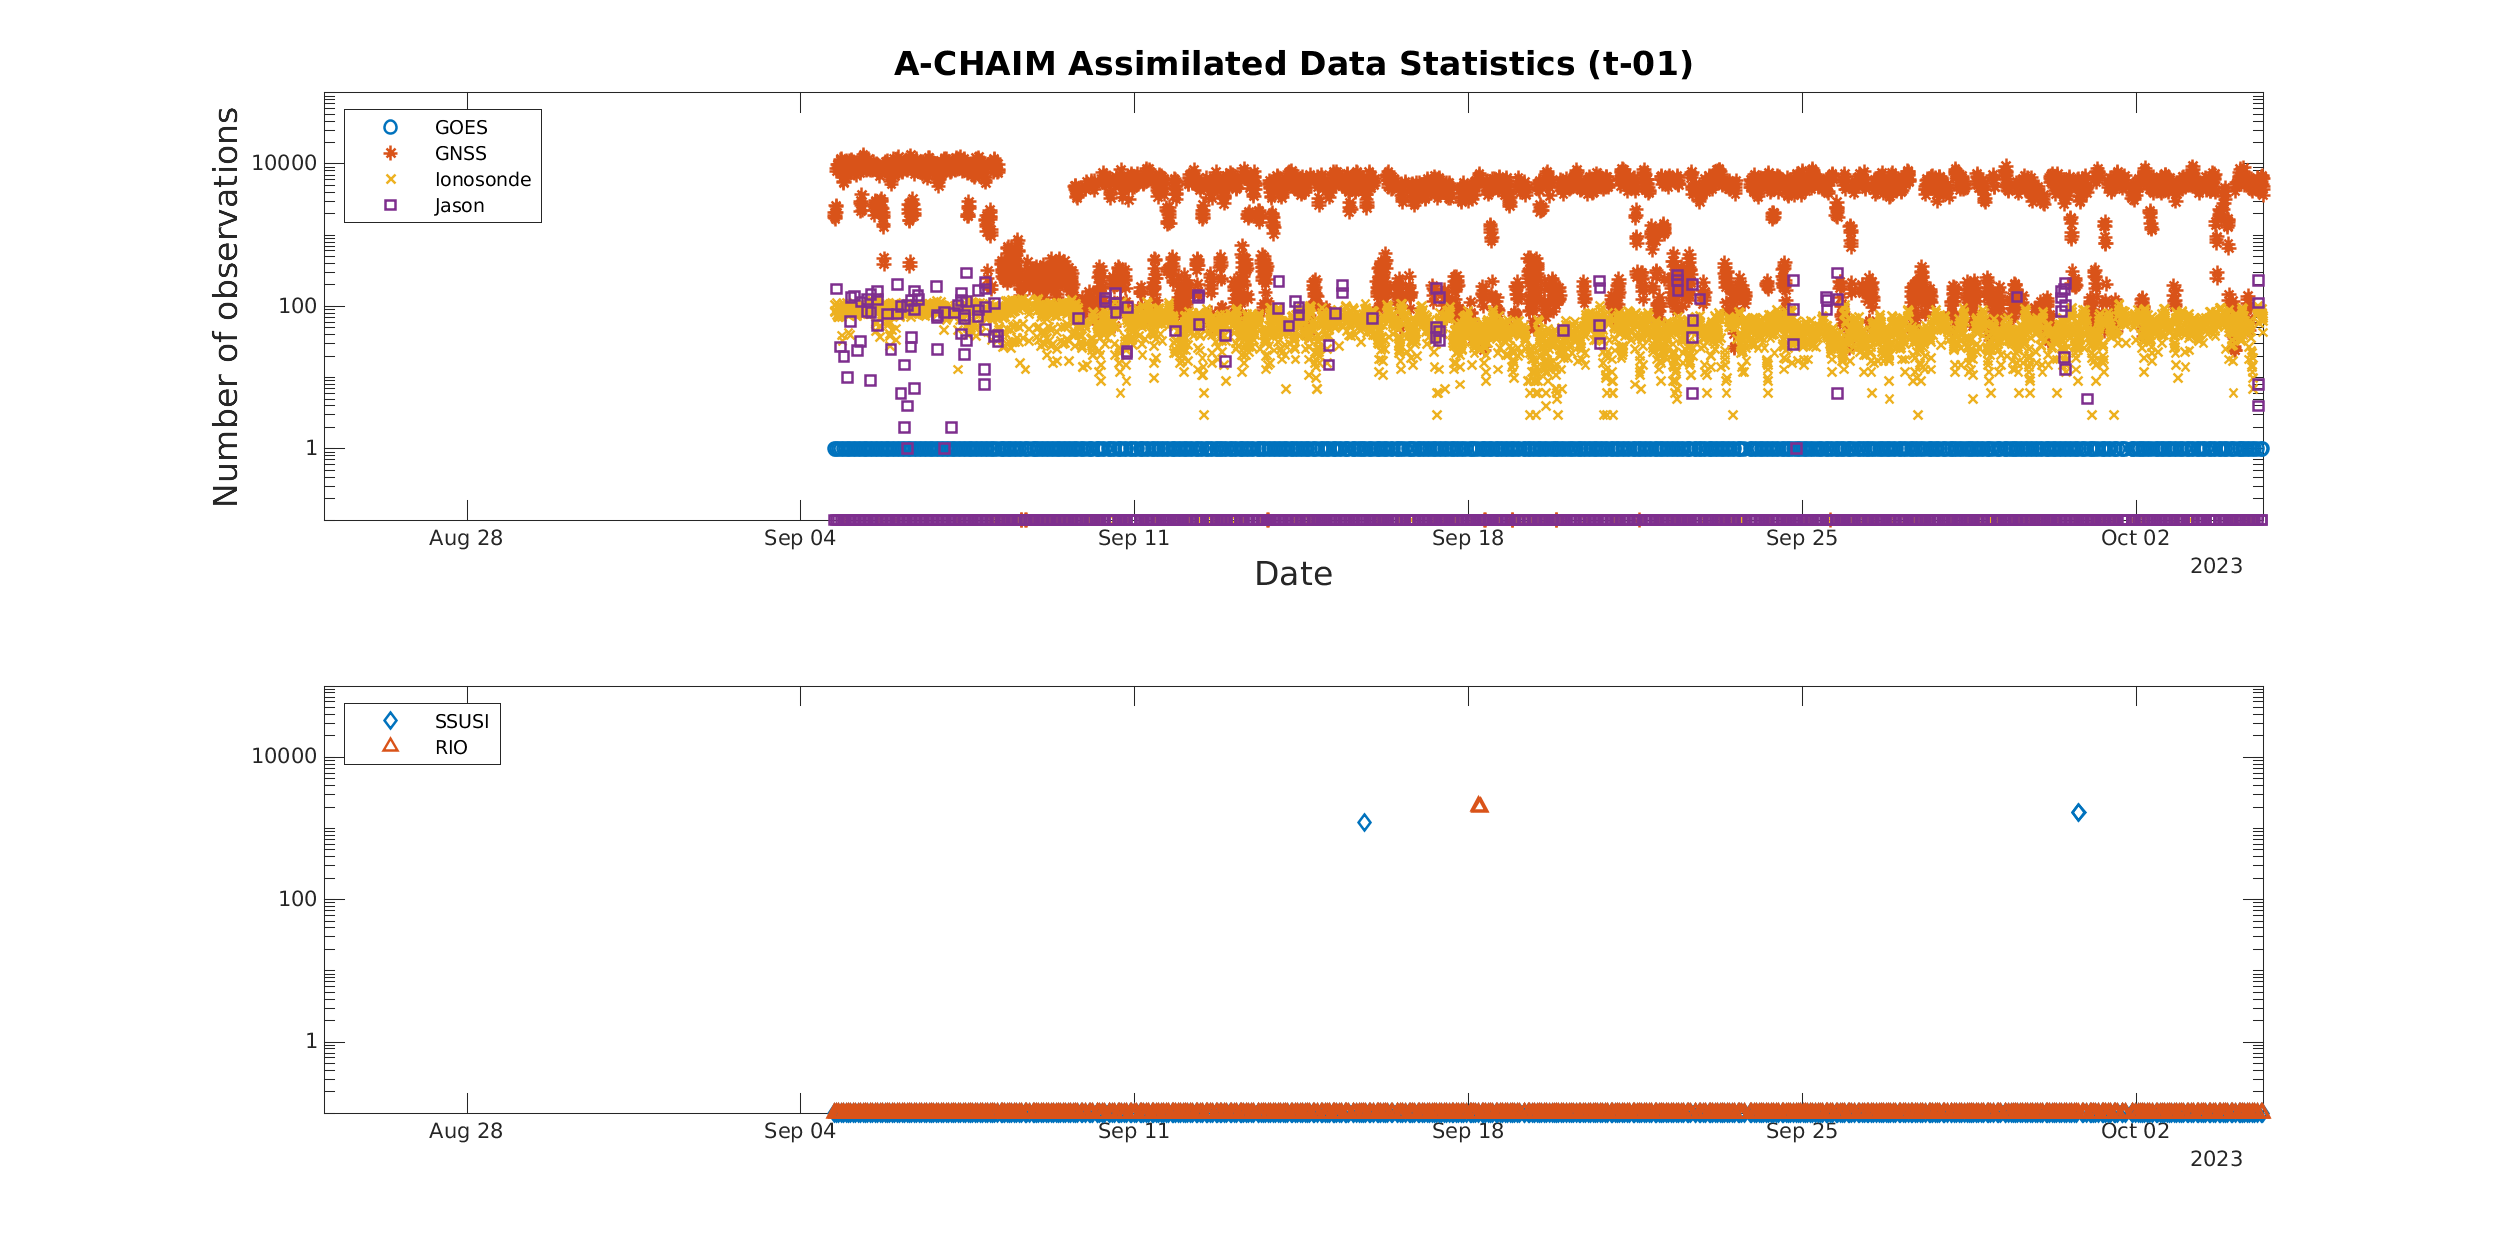 A-CHAIM Assimilated Data Statistics (t-01)
Number of observations
GOES
GNSS
Ionosonde
Jason
10000
100
1
Aug 28 Sep 04 Sep 11 Sep 18 Sep 25 Oct 02
2023
Date
SSUSI
RIO
10000
100
1
Aug 28 Sep 04 Sep 11 Sep 18 Sep 25 Oct 02
2023